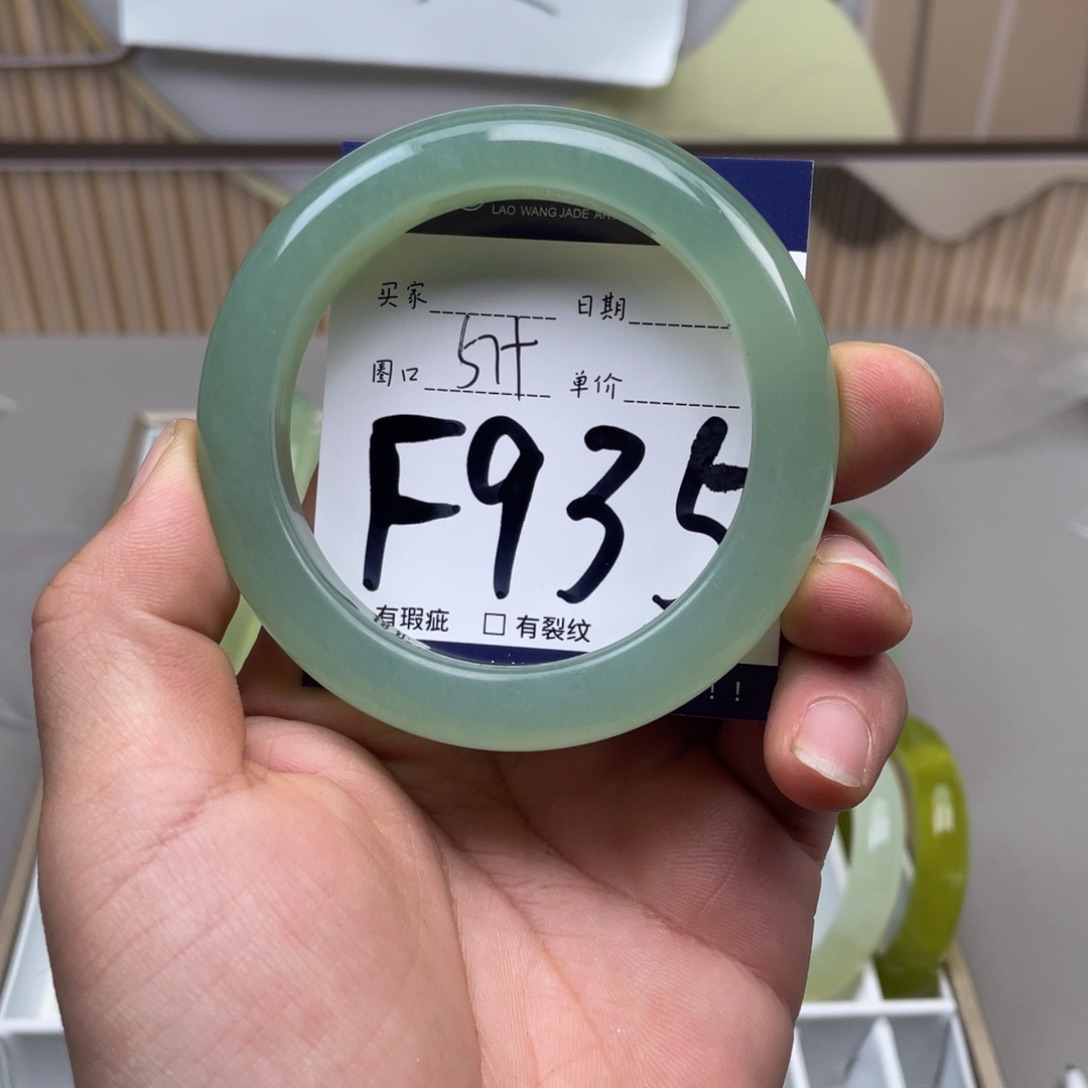 LAO WANG JADE
买家 日期
圈口 57+ 单价
F935
有瑕疵 □ 有裂纹
! !